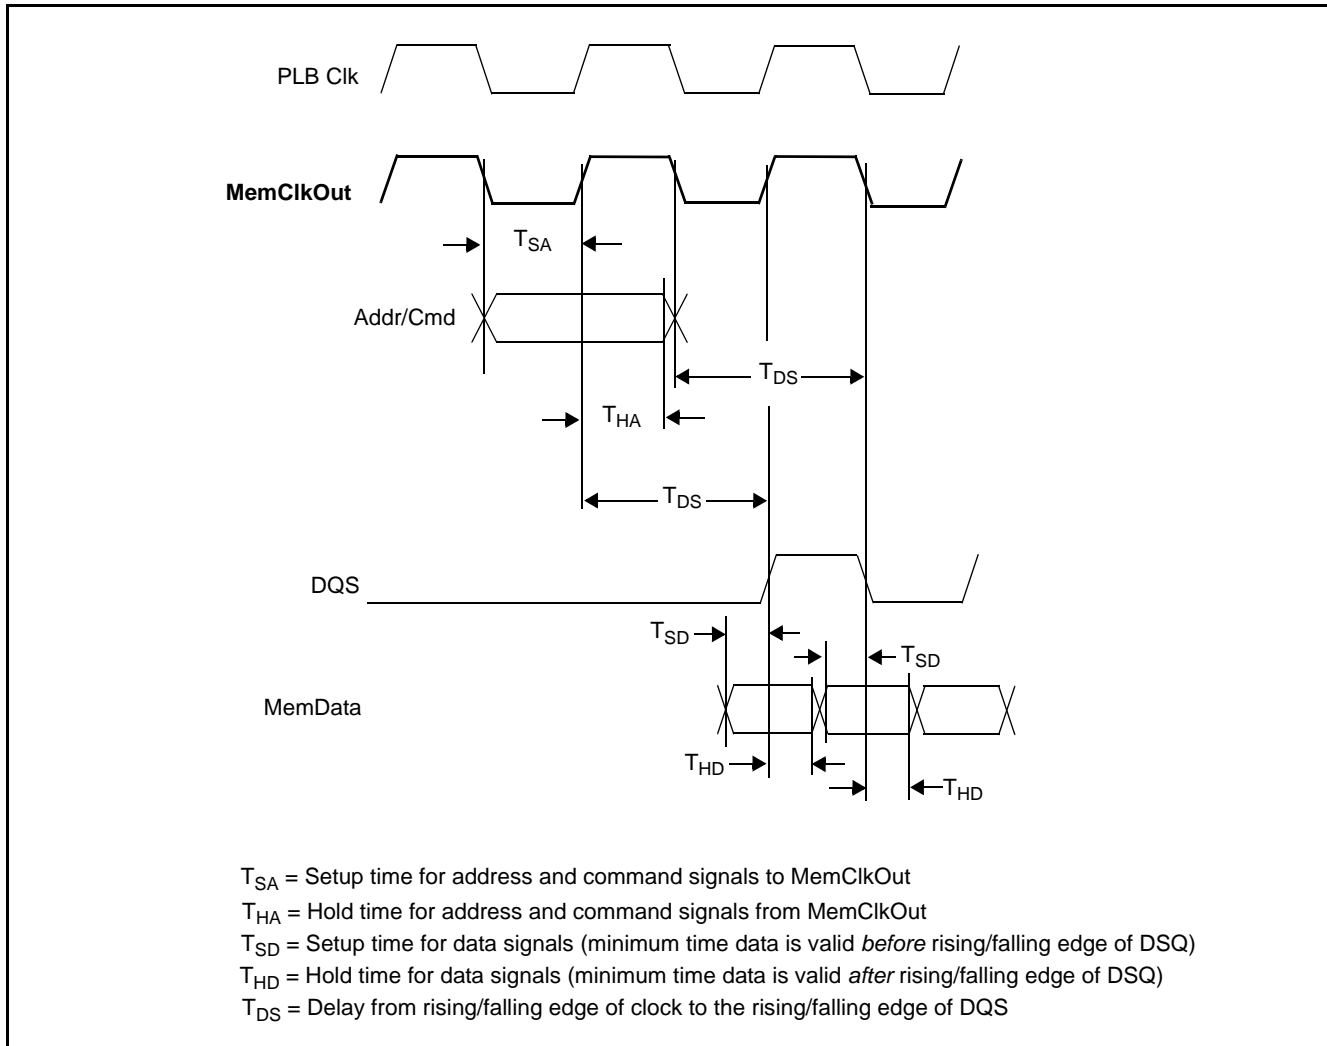 PLB Clk
MemClkOut
TSA
Addr/Cmd
TDS
THA
TDS
DQS
TSD
TSD
MemData
THD
THD
TSA = Setup time for address and command signals to MemClkOut
THA = Hold time for address and command signals from MemClkOut
TSD = Setup time for data signals (minimum time data is valid before rising/falling edge of DSQ)
THD = Hold time for data signals (minimum time data is valid after rising/falling edge of DSQ)
TDS = Delay from rising/falling edge of clock to the rising/falling edge of DQS